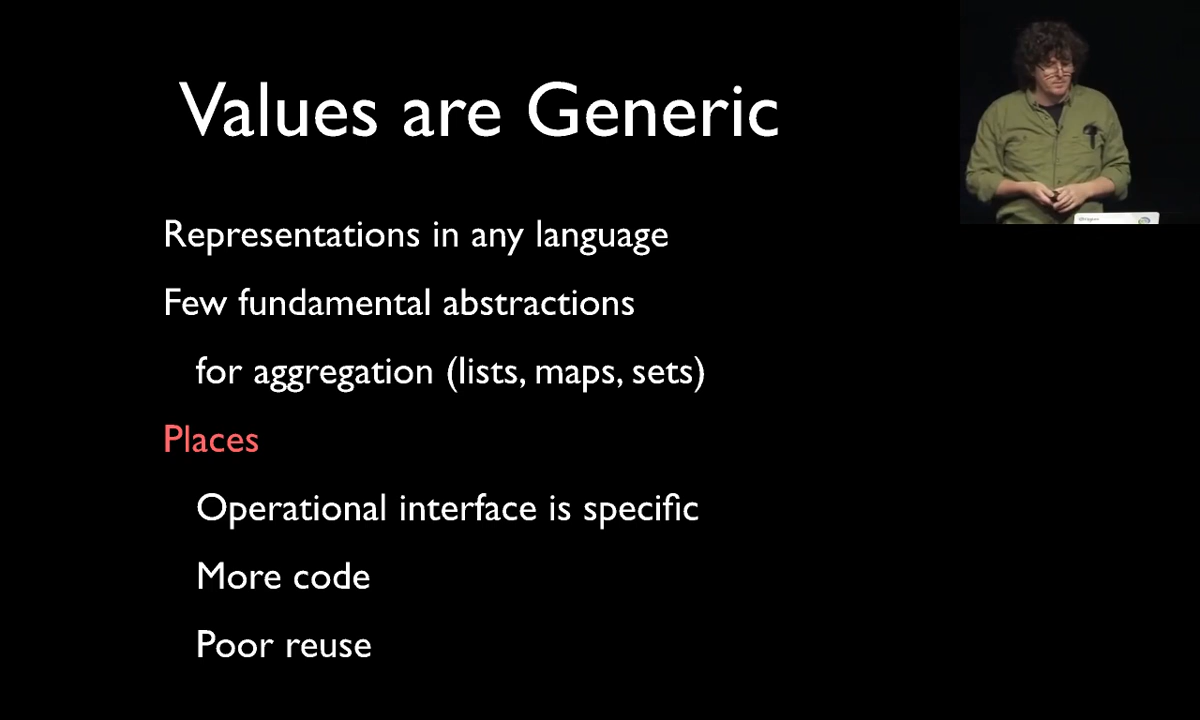 Values are Generic
Representations in any language
Few fundamental abstractions
for aggregation (lists, maps, sets)
Places
Operational interface is specific
More code
Poor reuse